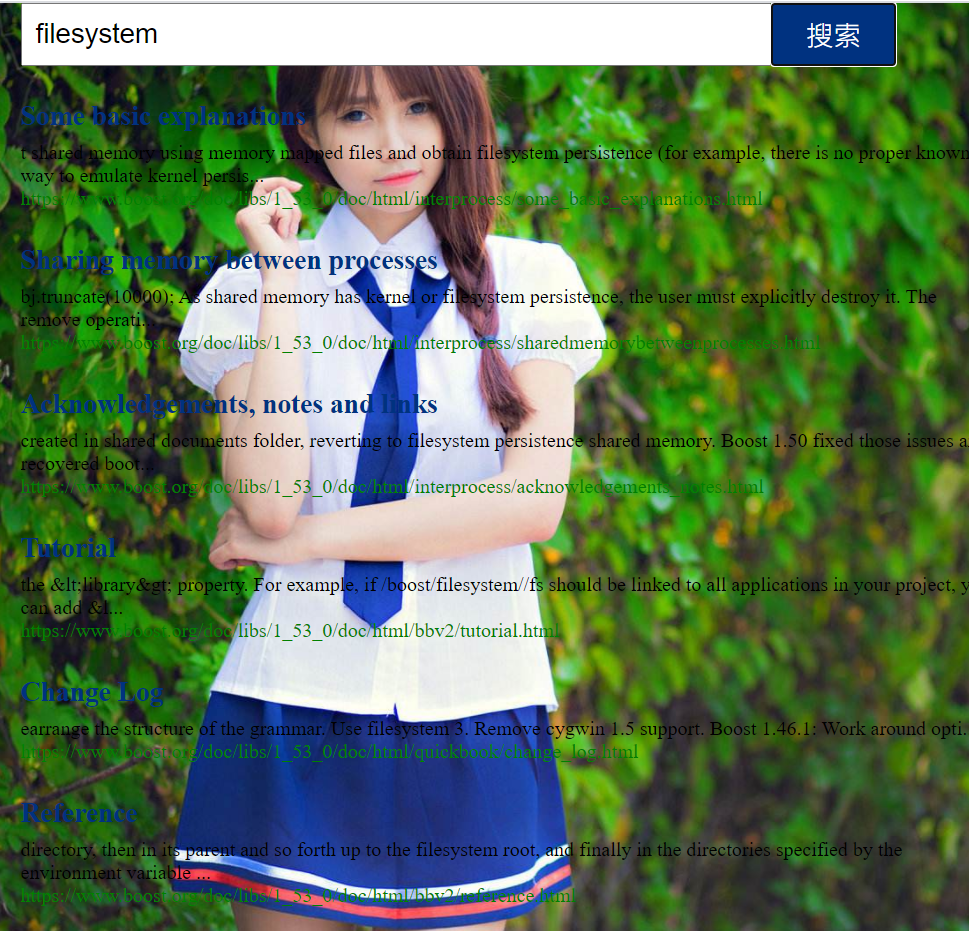 filesystem
搜索
Some basic explanations
t shared memory using memory mapped files and obtain filesystem persistence (for example, there is no proper known
way to emulate kernel persis...
https://www.boost.org/doc/libs/1_53_0/doc/html/interprocess/some_basic_explanations.html
Sharing memory between processes
bj.truncate(10000); As shared memory has kernel or filesystem persistence, the user must explicitly destroy it. The
remove operati...
https://www.boost.org/doc/libs/1_53_0/doc/html/interprocess/sharedmemorybetweenprocesses.html
Acknowledgements, notes and links
created in shared documents folder, reverting to filesystem persistence shared memory. Boost 1.50 fixed those issues a
recovered boot...
https://www.boost.org/doc/libs/1_53_0/doc/html/interprocess/acknowledgements_notes.html
Tutorial
the &lt;library&gt; property. For example, if /boost/filesystem//fs should be linked to all applications in your project, y
can add &l...
https://www.boost.org/doc/libs/1_53_0/doc/html/bbv2/tutorial.html
Change Log
earrange the structure of the grammar. Use filesystem 3. Remove cygwin 1.5 support. Boost 1.46.1: Work around opti.
https://www.boost.org/doc/libs/1_53_0/doc/html/quickbook/change_log.html
Reference
directory, then in its parent and so forth up to the filesystem root, and finally in the directories specified by the
environment variable ...
https://www.boost.org/doc/libs/1_53_0/doc/html/bbv2/reference.html